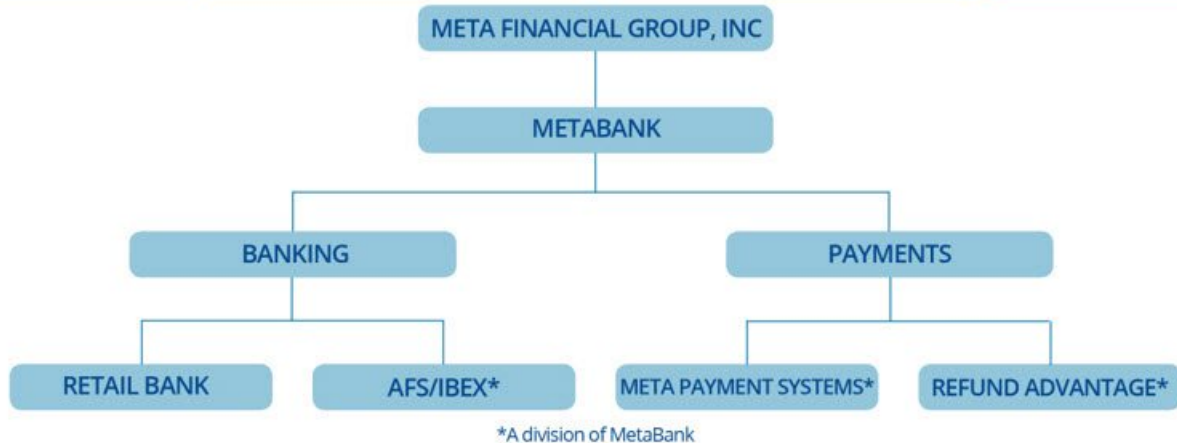 META FINANCIAL GROUP, INC
METABANK
BANKING
PAYMENTS
RETAIL BANK
AFS/IBEX*
META PAYMENT SYSTEMS*
REFUND ADVANTAGE*
*A division of MetaBank